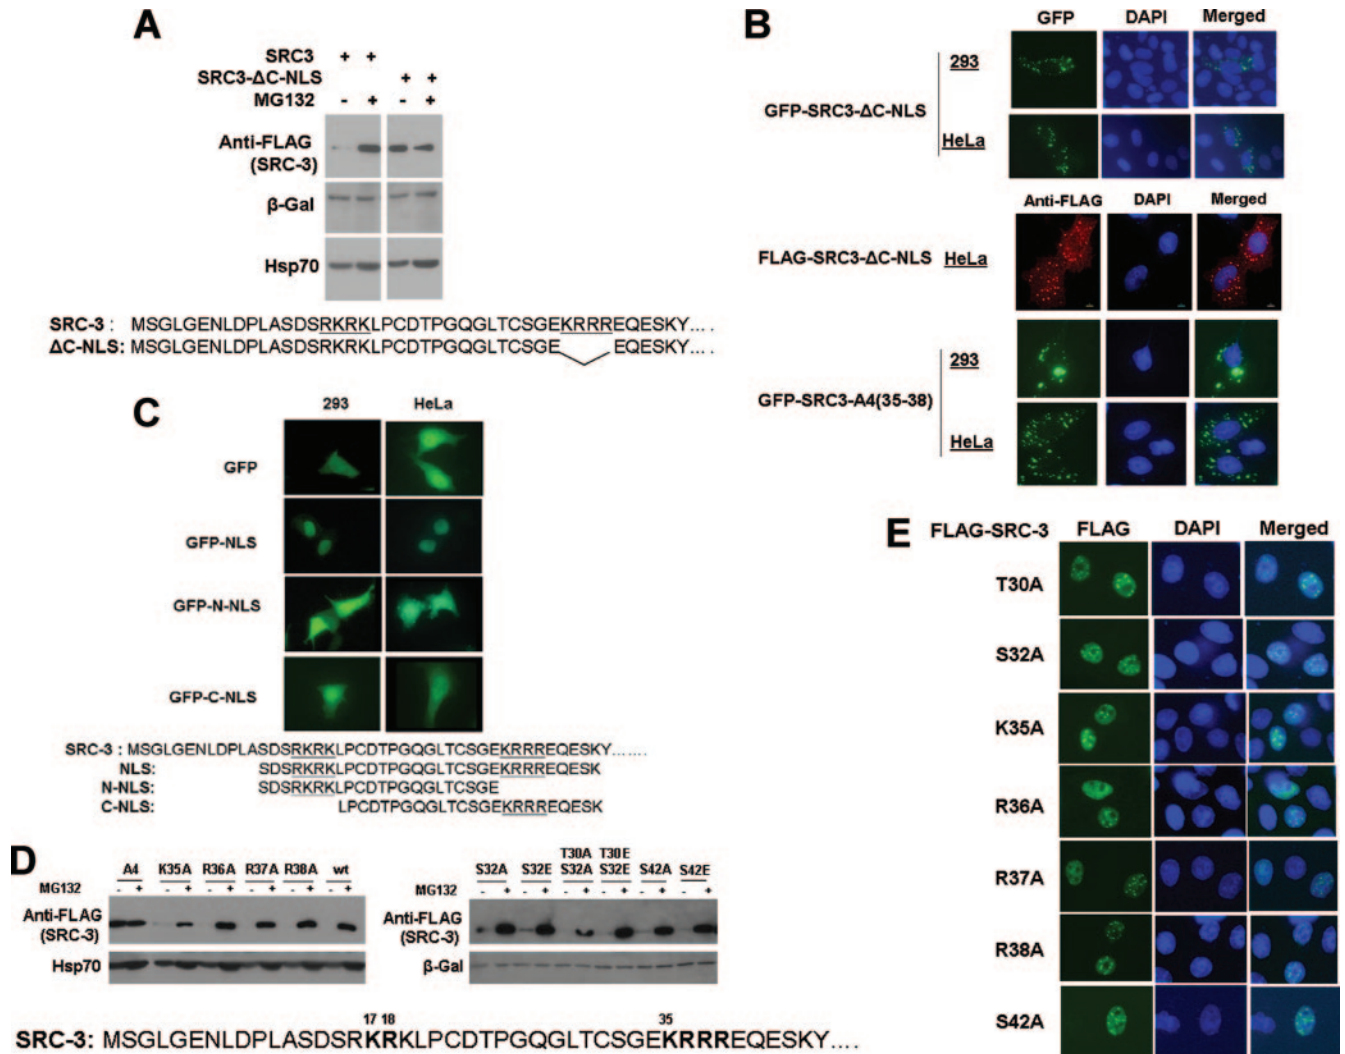 A
SRC3 + +
SRC3-ΔC-NLS + +
MG132 - + - +
Anti-FLAG
(SRC-3)
β-Gal
Hsp70
SRC-3 : MSGLGENLDPLASDSRKRKLPCDTPGQGLTCSGEKRRREQESKY... .
ΔC-NLS: MSGLGENLDPLASDSRKRKLPCDTPGQGLTCSGE EQESKY... .
B
GFP DAPI Merged
293
GFP-SRC3-ΔC-NLS
HeLa
Anti-FLAG DAPI Merged
FLAG-SRC3-ΔC-NLS HeLa
293
GFP-SRC3-A4(35-38)
HeLa
C
293 HeLa
GFP
GFP-NLS
GFP-N-NLS
GFP-C-NLS
SRC-3 : MSGLGENLDPLASDSRKRKLPCDTPGQGLTCSGEKRRREQESKY.......
NLS: SDSRKRKLPCDTPGQGLTCSGEKRRREQESK
N-NLS: SDSRKRKLPCDTPGQGLTCSGE
C-NLS: LPCDTPGQGLTCSGEKRRREQESK
D
A4 K35A R36A R37A R38A wt
MG132 - + - + - + - + - + - +
Anti-FLAG
(SRC-3)
Hsp70
T30A T30E
S32A S32E S32A S32E S42A S42E
MG132 - + - + - + - + - + - +
Anti-FLAG
(SRC-3)
β-Gal
17 18 35
SRC-3: MSGLGENLDPLASDSRKRKLPCDTPGQGLTCSGEKRRREQESKY....
E
FLAG-SRC-3 FLAG DAPI Merged
T30A
S32A
K35A
R36A
R37A
R38A
S42A